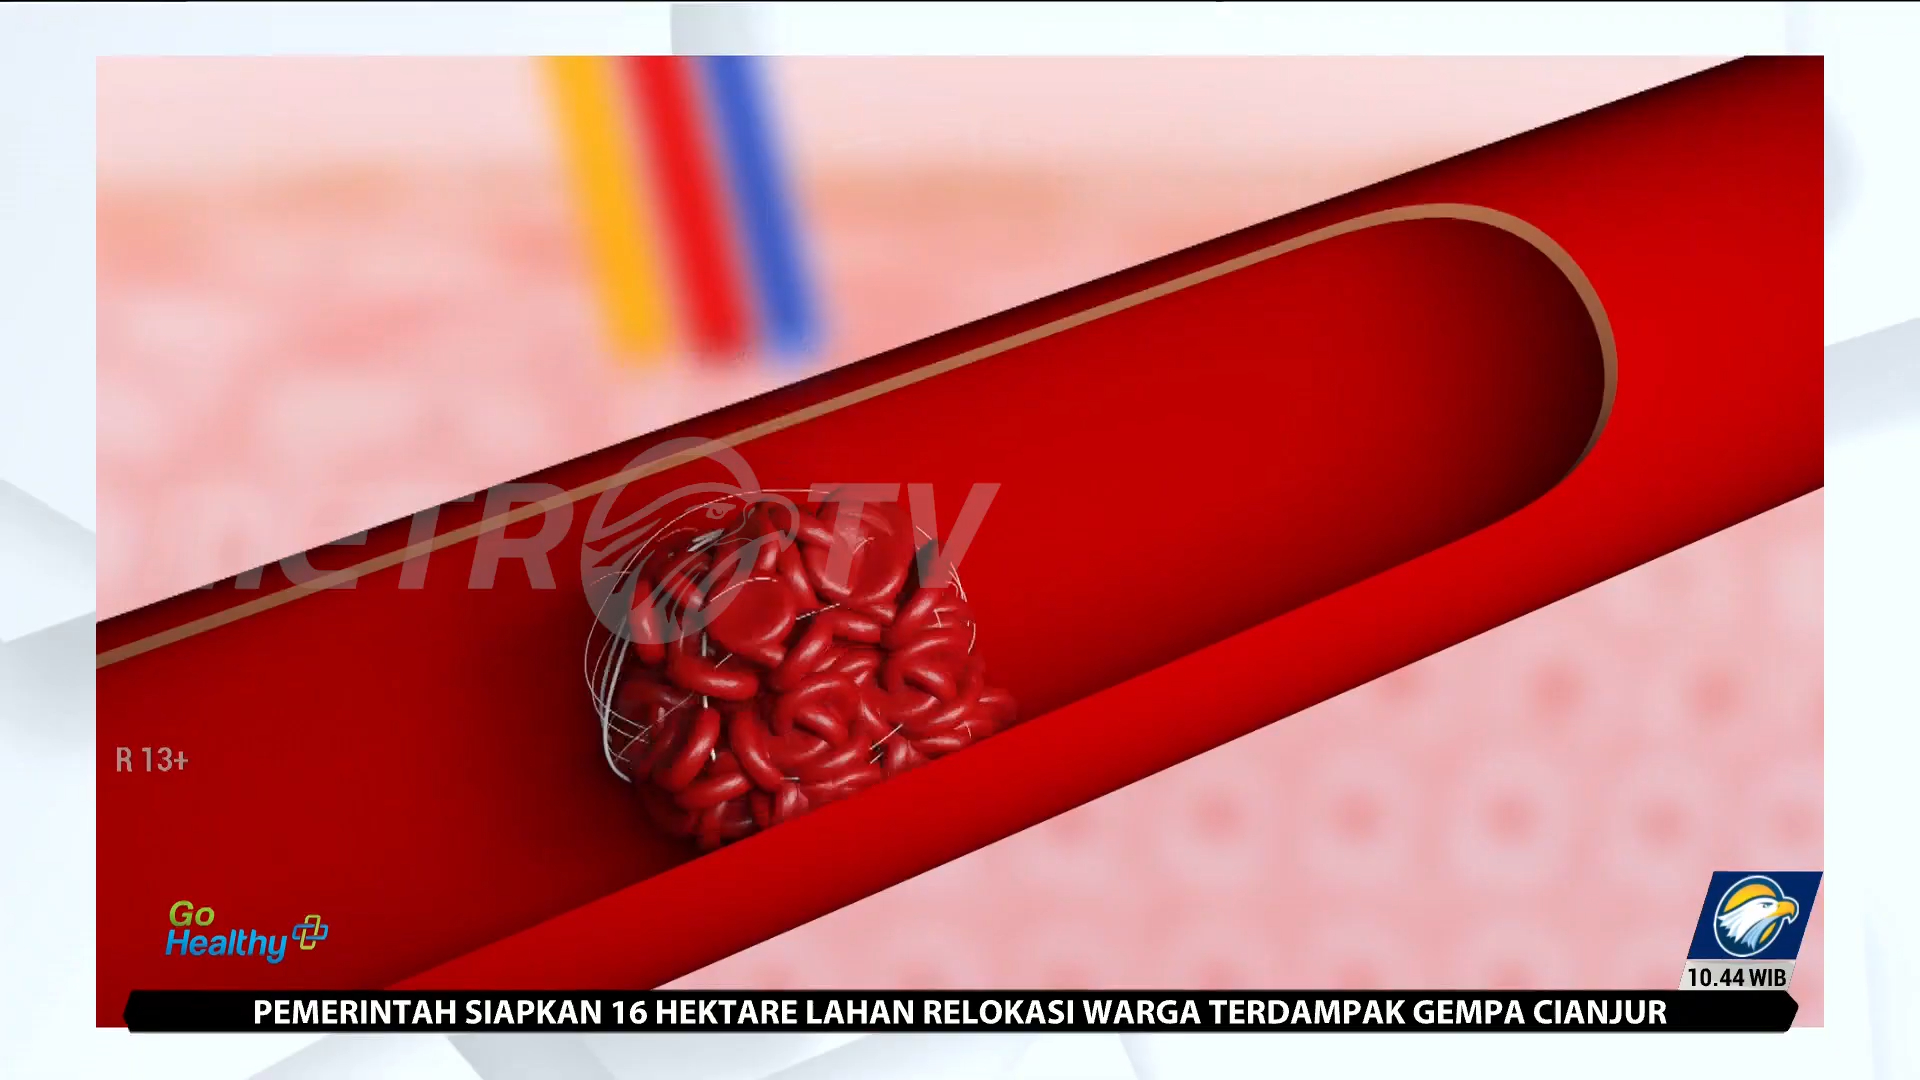 METRO TV
R 13+
Go
Healthy
10.44 WIB
PEMERINTAH SIAPKAN 16 HEKTARE LAHAN RELOKASI WARGA TERDAMPAK GEMPA CIANJUR